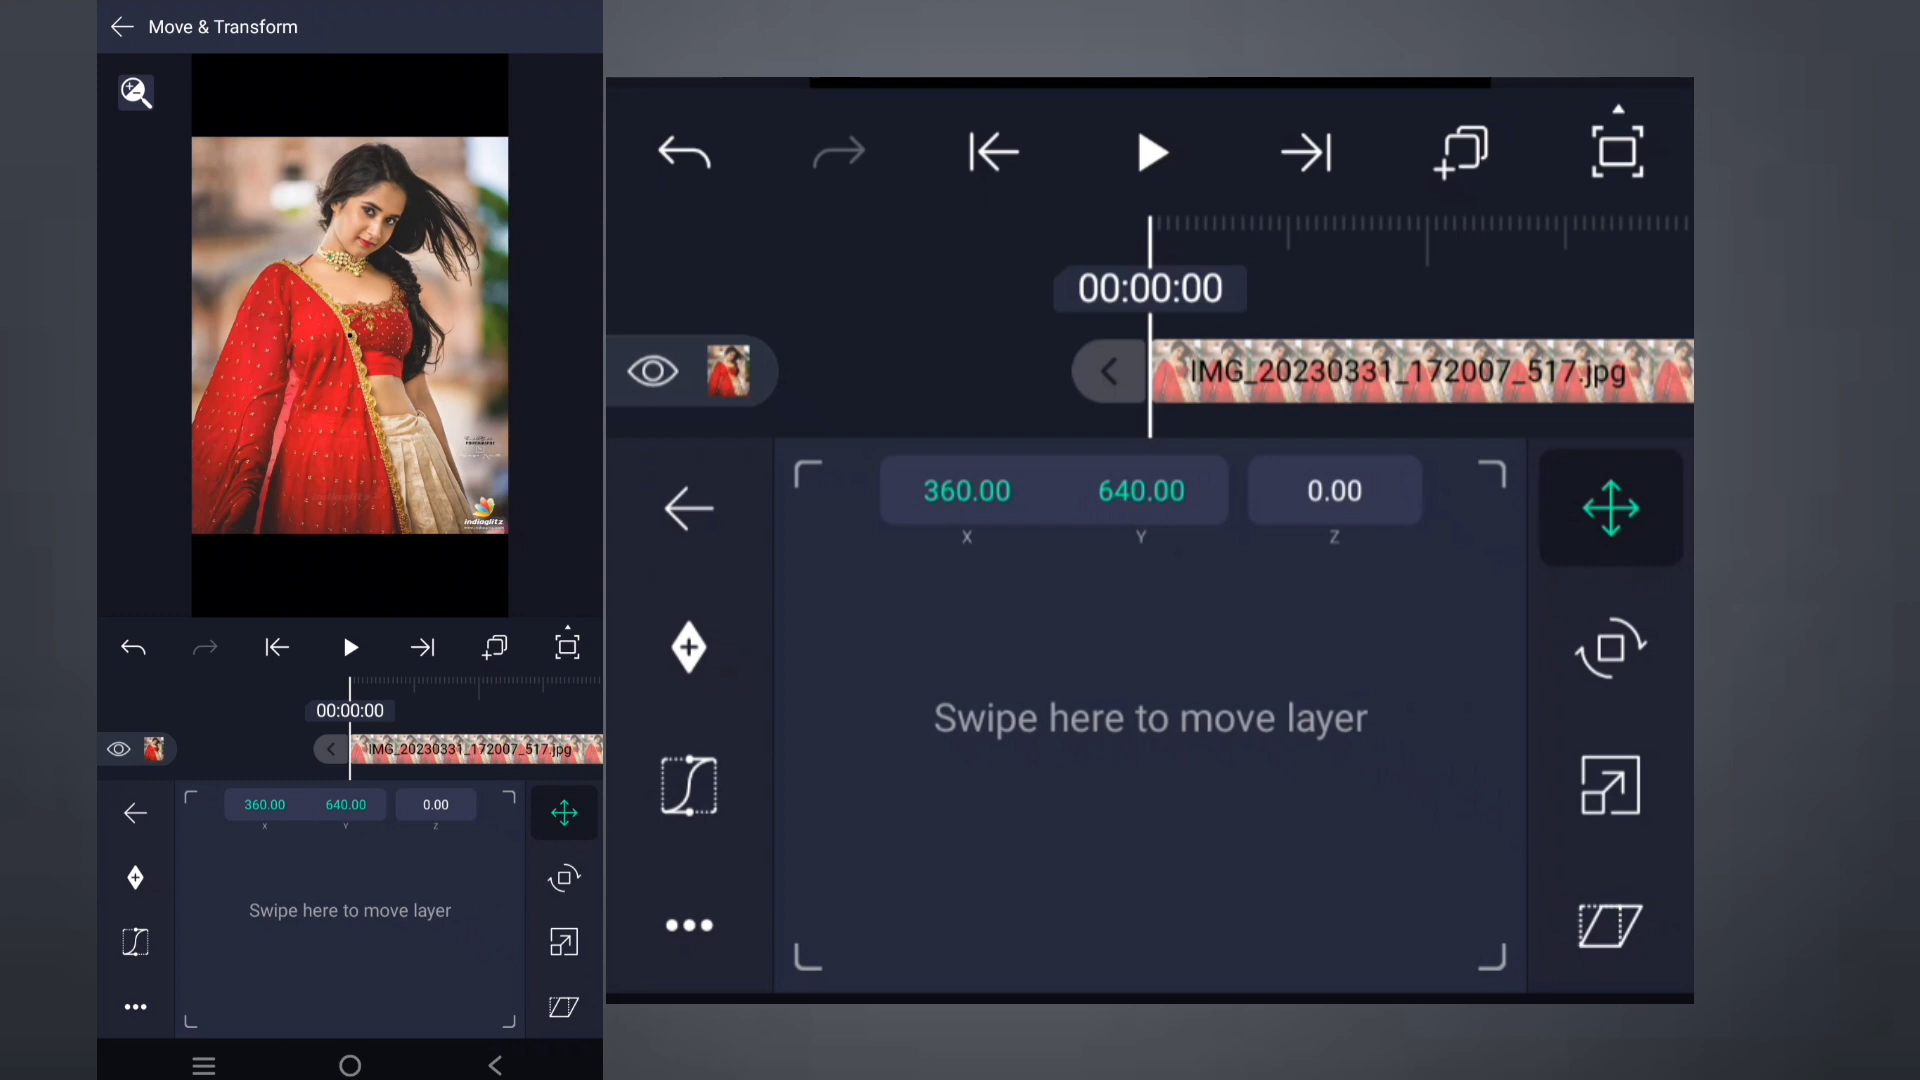 Move & Transform
indiaglitz
00:00:00
IMG_20230331_172007_517.jpg
360.00 640.00 0.00
X Y Z
Swipe here to move layer
00:00:00
IMG_20230331_172007_517.jpg
360.00 640.00 0.00
X Y Z
Swipe here to move layer